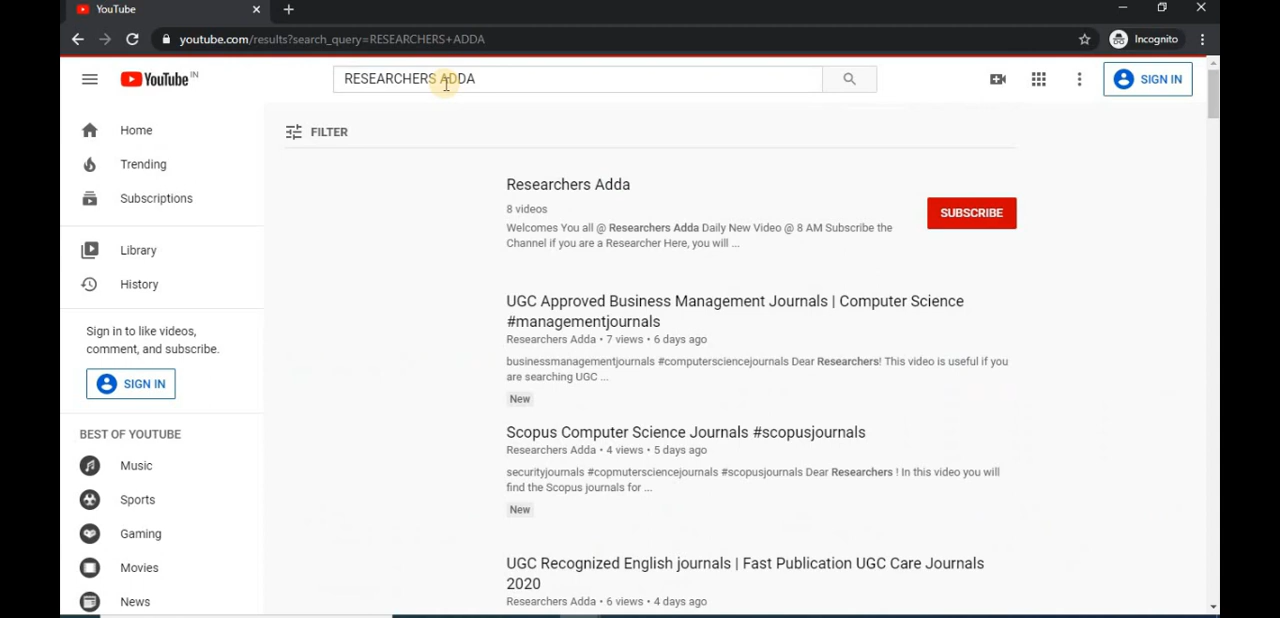 YouTube
youtube.com/results?search_query=RESEARCHERS+ADDA
Incognito
YouTube IN
RESEARCHERS ADDA
SIGN IN
Home
Trending
Subscriptions
Library
History
Sign in to like videos,
comment, and subscribe.
SIGN IN
BEST OF YOUTUBE
Music
Sports
Gaming
Movies
News
FILTER
Researchers Adda
8 videos
Welcomes You all @ Researchers Adda Daily New Video @ 8 AM Subscribe the
Channel if you are a Researcher Here, you will ...
SUBSCRIBE
UGC Approved Business Management Journals | Computer Science
#managementjournals
Researchers Adda • 7 views • 6 days ago
businessmanagementjournals #computersciencejournals Dear Researchers! This video is useful if you
are searching UGC ...
New
Scopus Computer Science Journals #scopusjournals
Researchers Adda • 4 views • 5 days ago
securityjournals #copmutersciencejournals #scopusjournals Dear Researchers ! In this video you will
find the Scopus journals for ...
New
UGC Recognized English journals | Fast Publication UGC Care Journals
2020
Researchers Adda • 6 views • 4 days ago